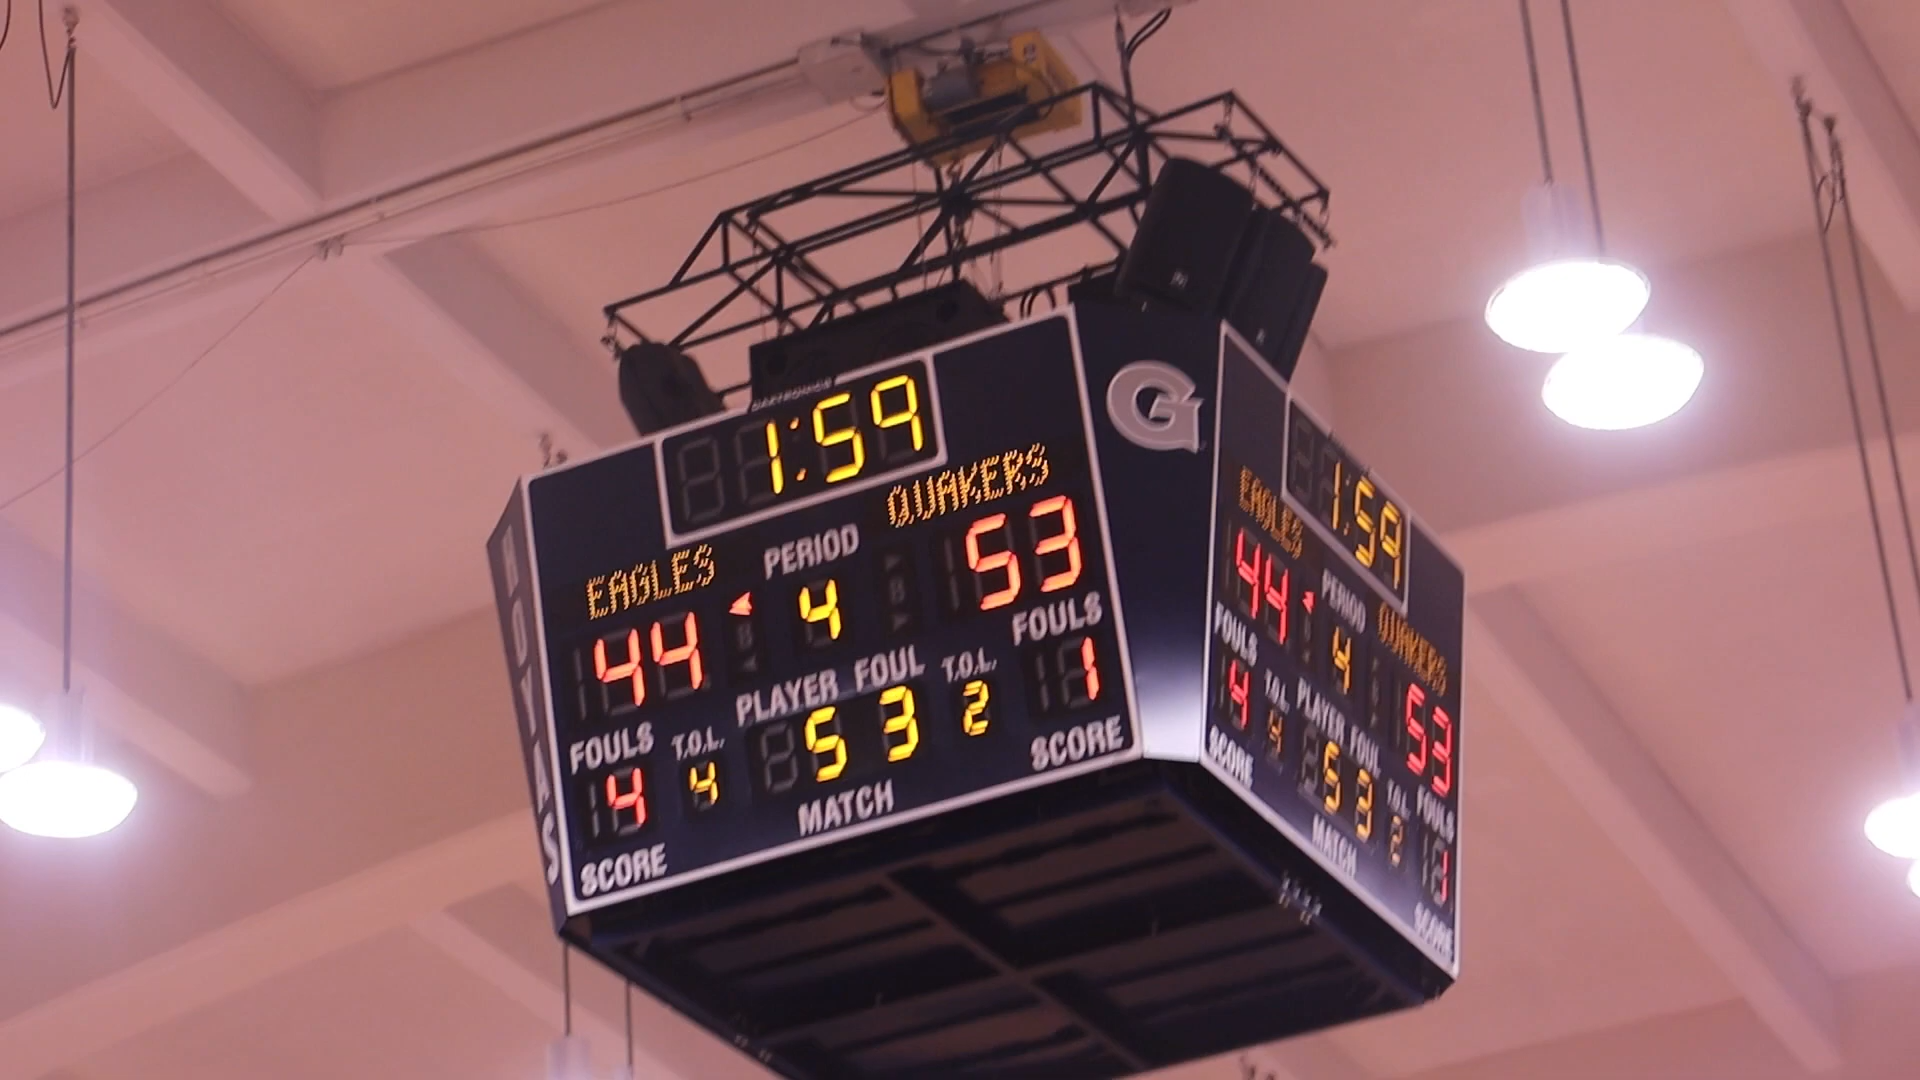 DAKTRONICS
1:59
EAGLES PERIOD QUAKERS
44 4 53
FOULS T.O.L. PLAYER FOUL T.O.L. FOULS
4 4 5 3 2 1
SCORE MATCH SCORE
HOYAS
G
1:59
EAGLES PERIOD QUAKERS
44 4 53
FOULS T.O.L. PLAYER FOUL T.O.L. FOULS
4 4 5 3 2 1
SCORE MATCH SCORE